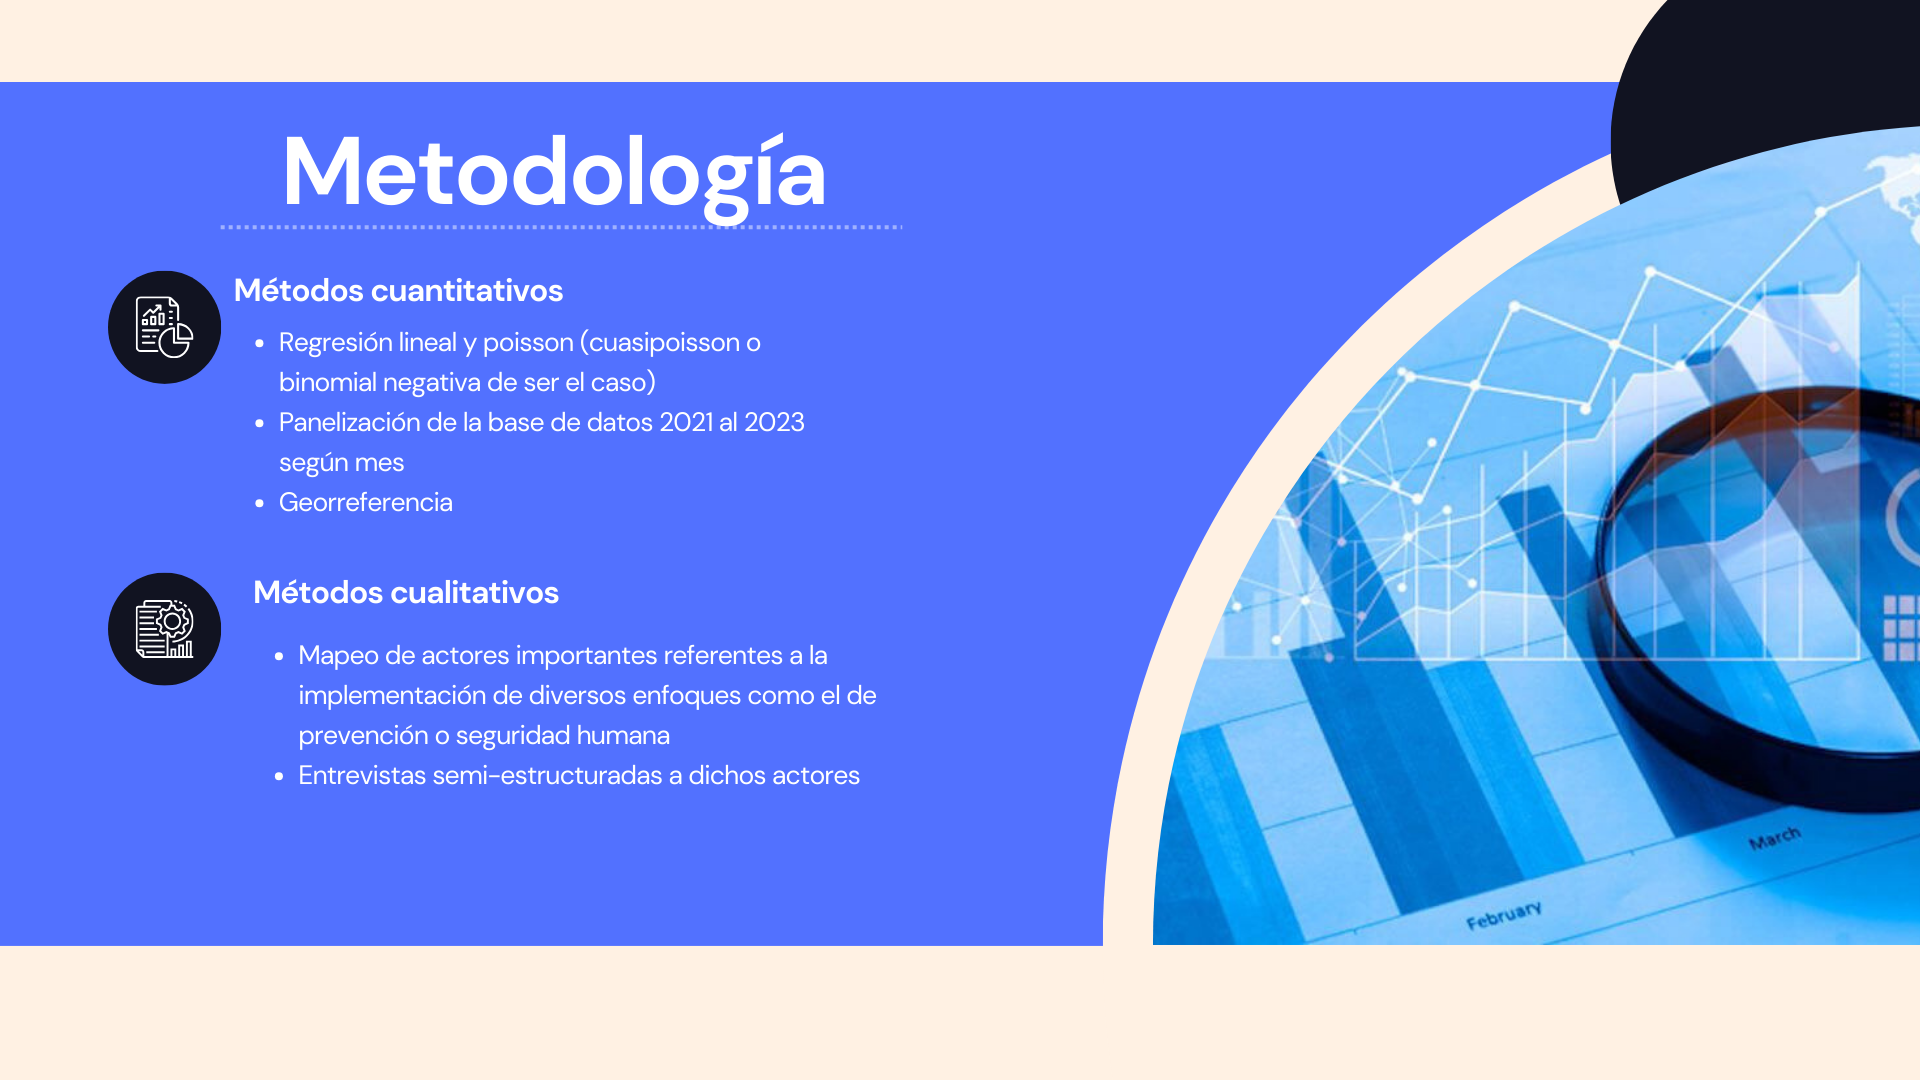 Metodología
Métodos cuantitativos
• Regresión lineal y poisson (cuasipoisson o
binomial negativa de ser el caso)
• Panelización de la base de datos 2021 al 2023
según mes
• Georreferencia
Métodos cualitativos
• Mapeo de actores importantes referentes a la
implementación de diversos enfoques como el de
prevención o seguridad humana
• Entrevistas semi-estructuradas a dichos actores
March
February